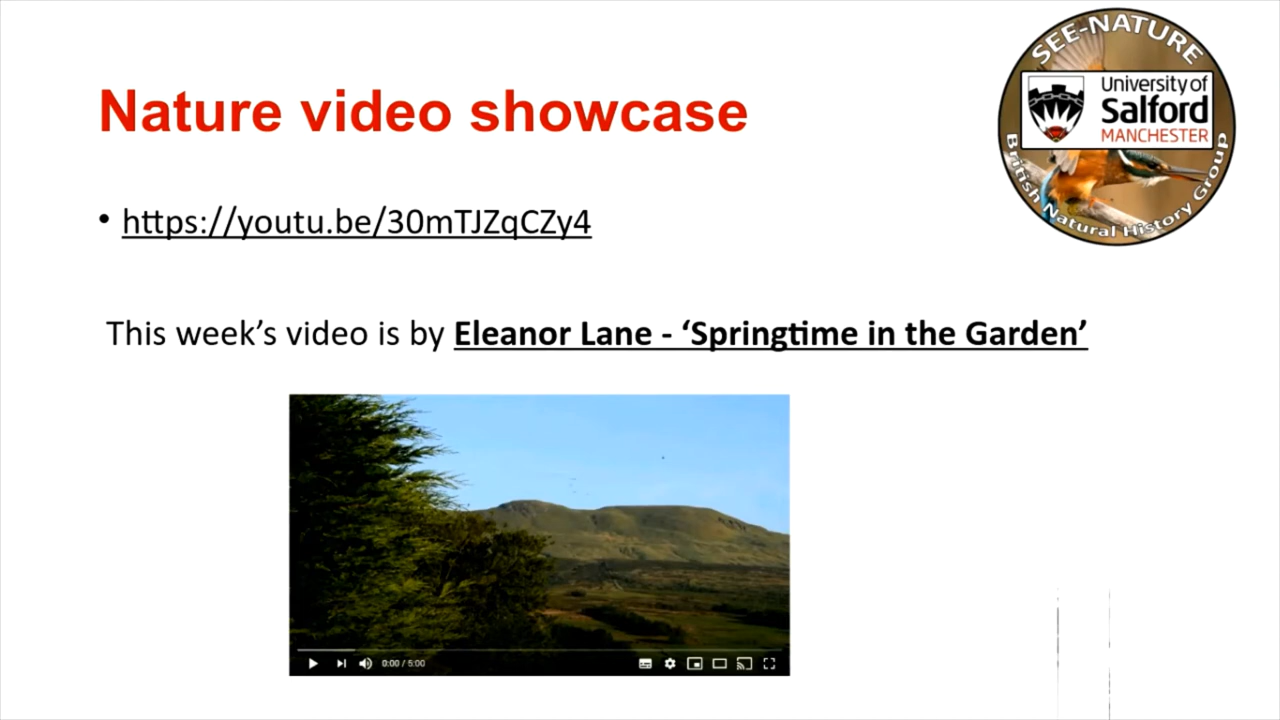 SEE-NATURE
University of
Salford
MANCHESTER
British Natural History Group
Nature video showcase
• https://youtu.be/30mTJZqCZy4
This week’s video is by Eleanor Lane - ‘Springtime in the Garden’
0:00 / 5:00